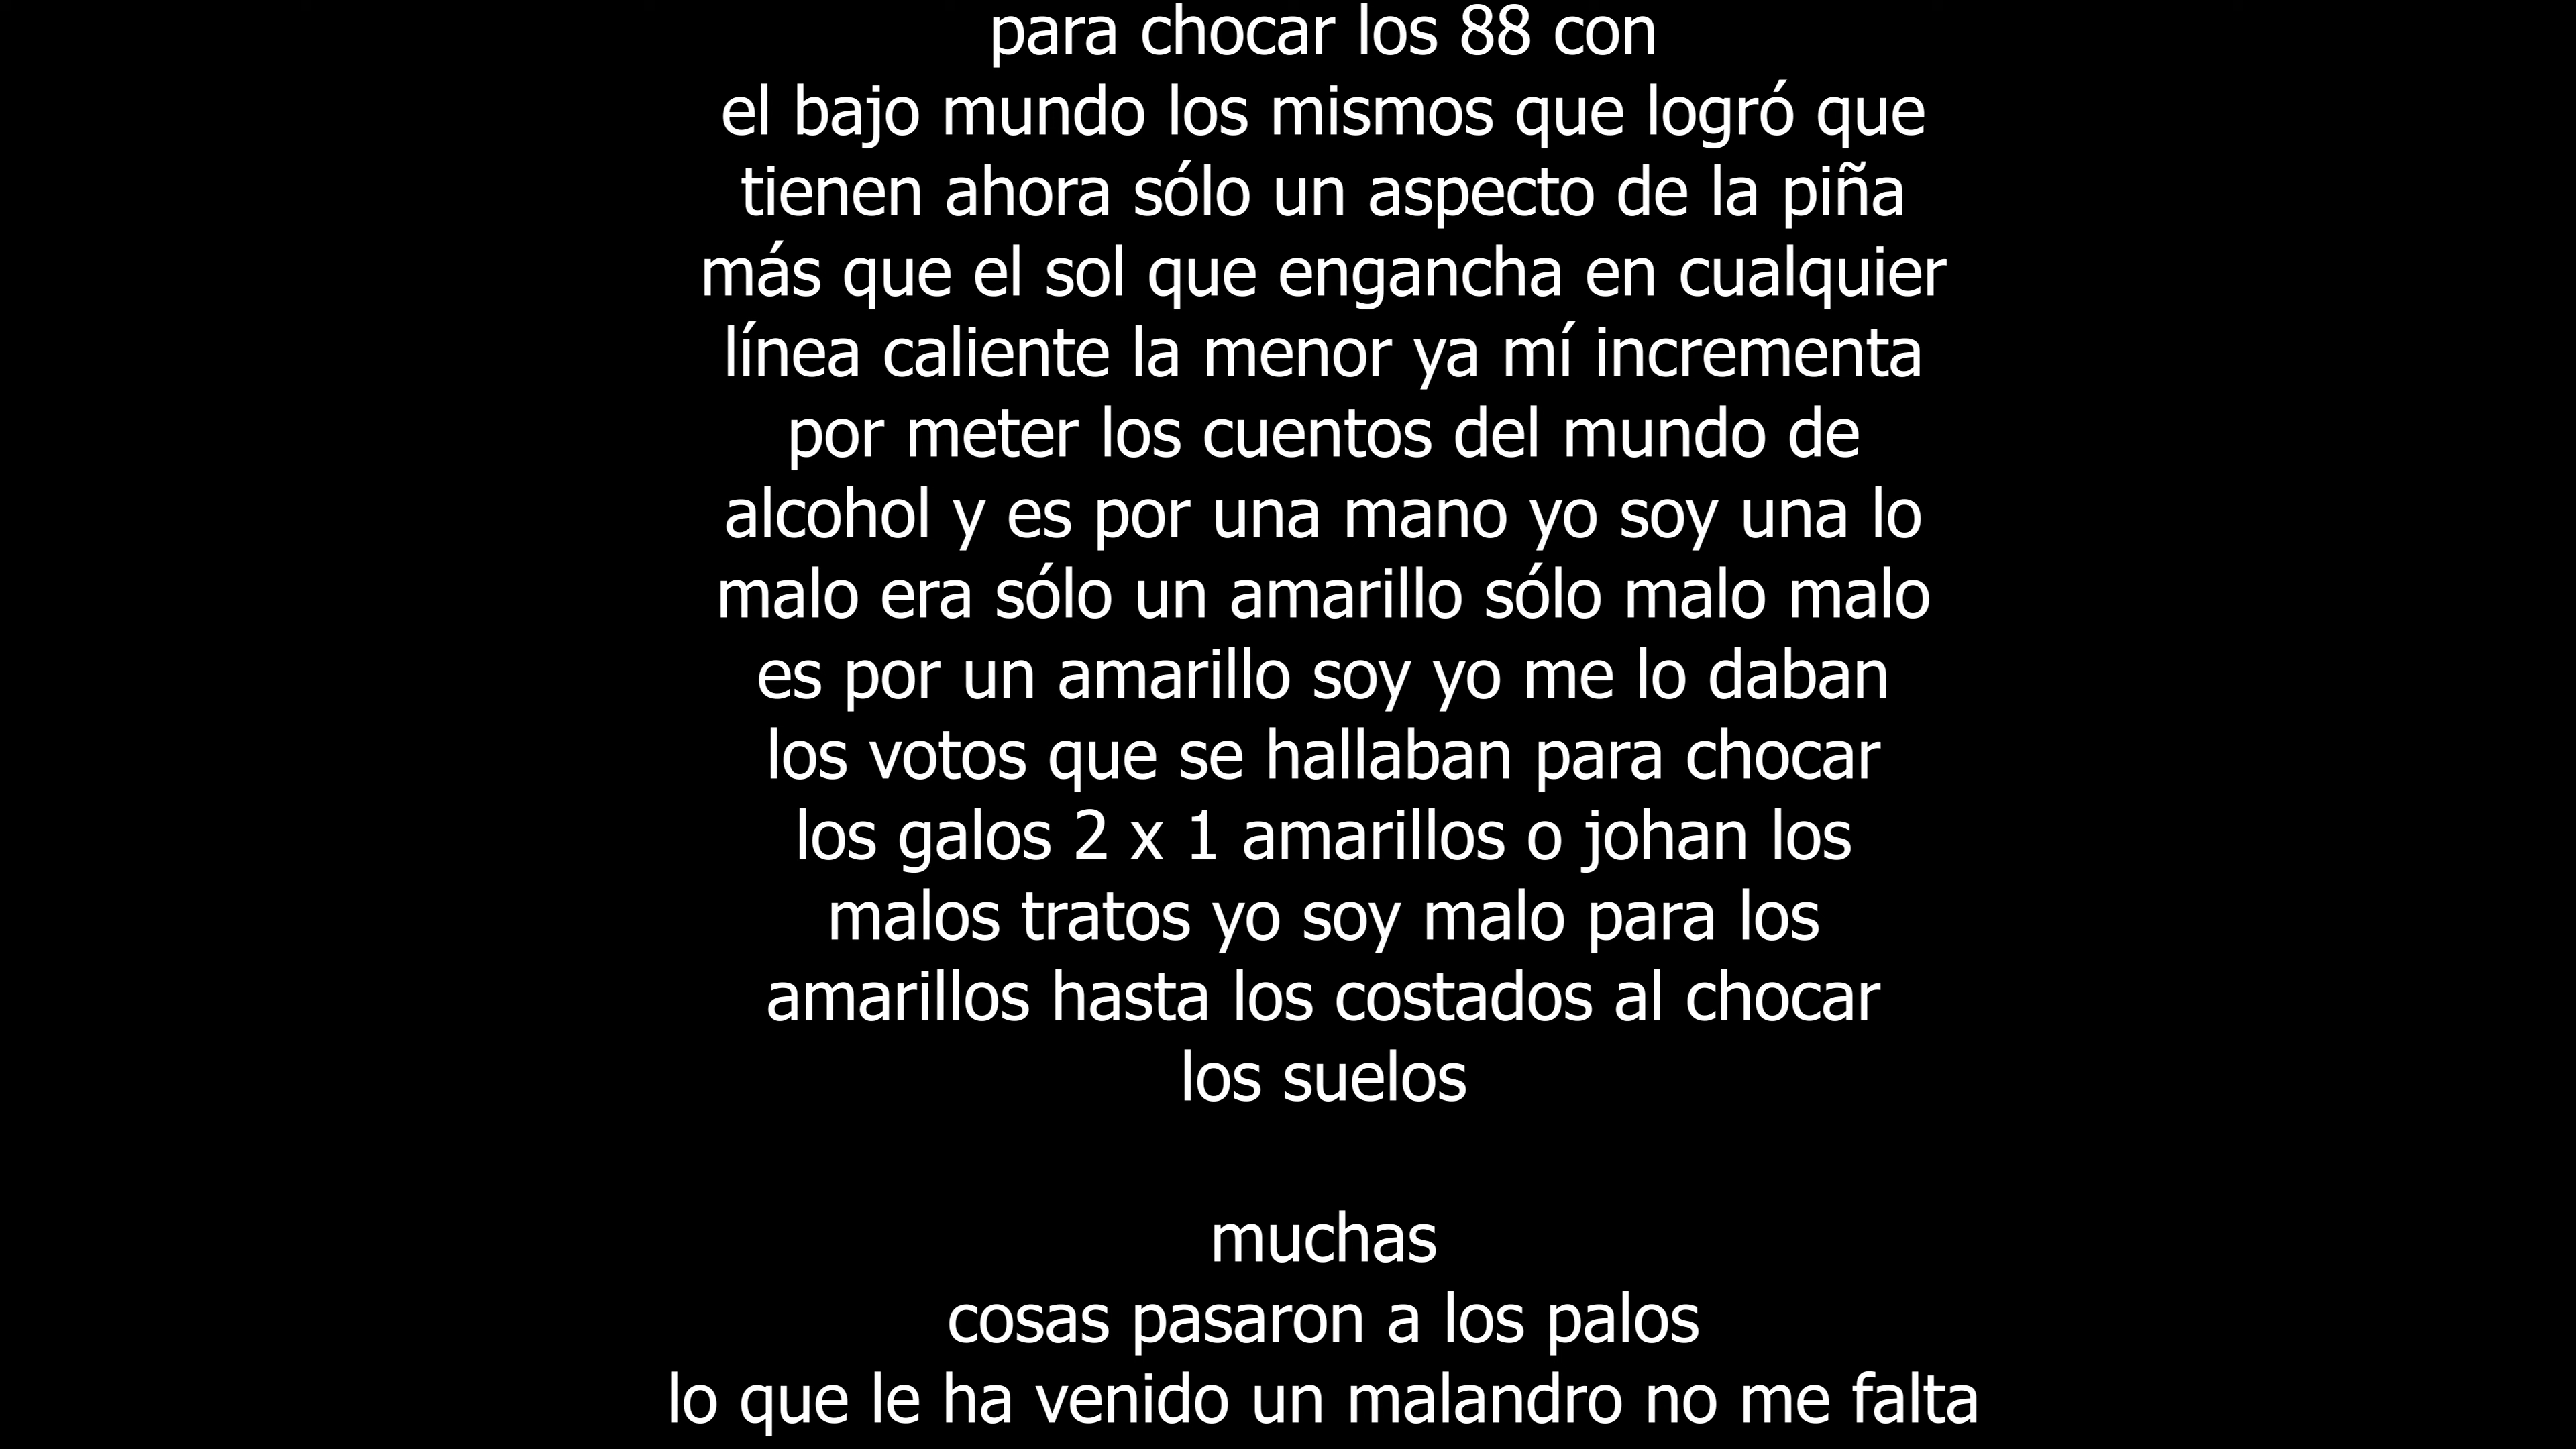 para chocar los 88 con
el bajo mundo los mismos que logró que
tienen ahora sólo un aspecto de la piña
más que el sol que engancha en cualquier
línea caliente la menor ya mí incrementa
por meter los cuentos del mundo de
alcohol y es por una mano yo soy una lo
malo era sólo un amarillo sólo malo malo
es por un amarillo soy yo me lo daban
los votos que se hallaban para chocar
los galos 2 x 1 amarillos o johan los
malos tratos yo soy malo para los
amarillos hasta los costados al chocar
los suelos
muchas
cosas pasaron a los palos
lo que le ha venido un malandro no me falta